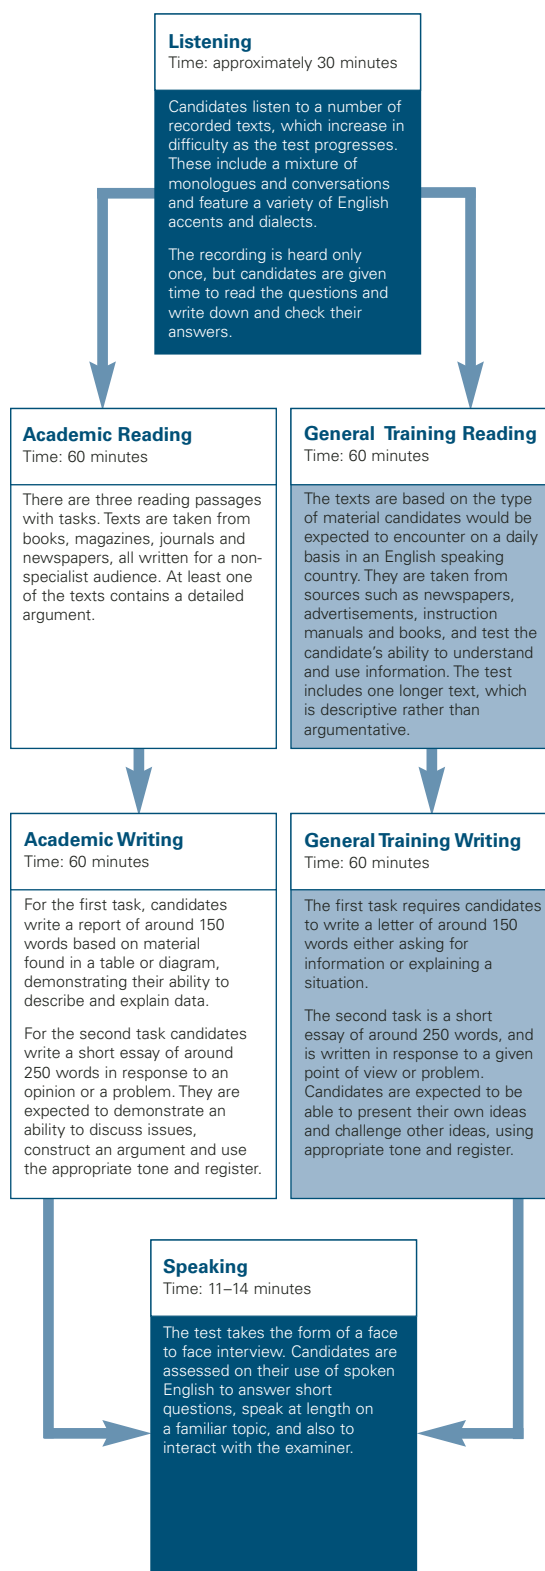 Listening
Time: approximately 30 minutes
Candidates listen to a number of
recorded texts, which increase in
difficulty as the test progresses.
These include a mixture of
monologues and conversations
and feature a variety of English
accents and dialects.
The recording is heard only
once, but candidates are given
time to read the questions and
write down and check their
answers.
Academic Reading
Time: 60 minutes
There are three reading passages
with tasks. Texts are taken from
books, magazines, journals and
newspapers, all written for a non-
specialist audience. At least one
of the texts contains a detailed
argument.
General Training Reading
Time: 60 minutes
The texts are based on the type
of material candidates would be
expected to encounter on a daily
basis in an English speaking
country. They are taken from
sources such as newspapers,
advertisements, instruction
manuals and books, and test the
candidate's ability to understand
and use information. The test
includes one longer text, which
is descriptive rather than
argumentative.
Academic Writing
Time: 60 minutes
For the first task, candidates
write a report of around 150
words based on material
found in a table or diagram,
demonstrating their ability to
describe and explain data.
For the second task candidates
write a short essay of around
250 words in response to an
opinion or a problem. They are
expected to demonstrate an
ability to discuss issues,
construct an argument and use
the appropriate tone and register.
General Training Writing
Time: 60 minutes
The first task requires candidates
to write a letter of around 150
words either asking for
information or explaining a
situation.
The second task is a short
essay of around 250 words, and
is written in response to a given
point of view or problem.
Candidates are expected to be
able to present their own ideas
and challenge other ideas, using
appropriate tone and register.
Speaking
Time: 11–14 minutes
The test takes the form of a face
to face interview. Candidates are
assessed on their use of spoken
English to answer short
questions, speak at length on
a familiar topic, and also to
interact with the examiner.